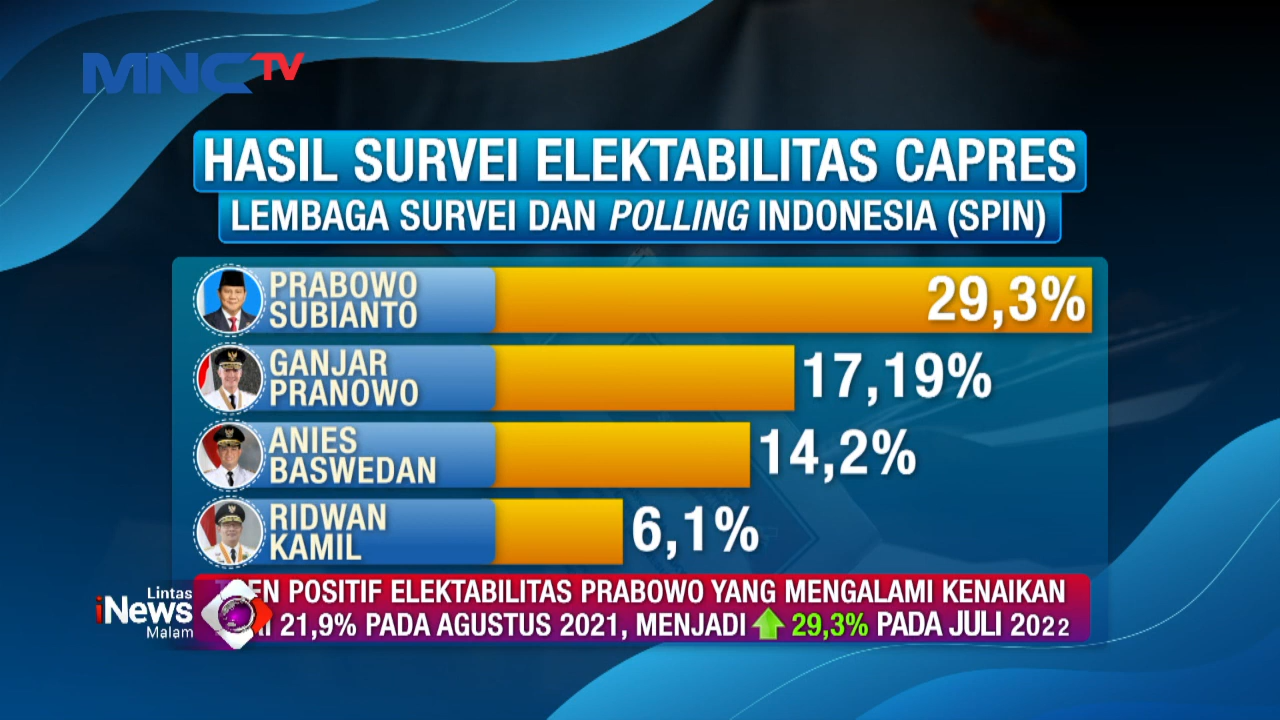 MNCTV
HASIL SURVEI ELEKTABILITAS CAPRES
LEMBAGA SURVEI DAN POLLING INDONESIA (SPIN)
PRABOWO
SUBIANTO
29,3%
GANJAR
PRANOWO
17,19%
ANIES
BASWEDAN
14,2%
RIDWAN
KAMIL
6,1%
POSITIF ELEKTABILITAS PRABOWO YANG MENGALAMI KENAIKAN
21,9% PADA AGUSTUS 2021, MENJADI 29,3% PADA JULI 2022
Lintas
iNews
Malam